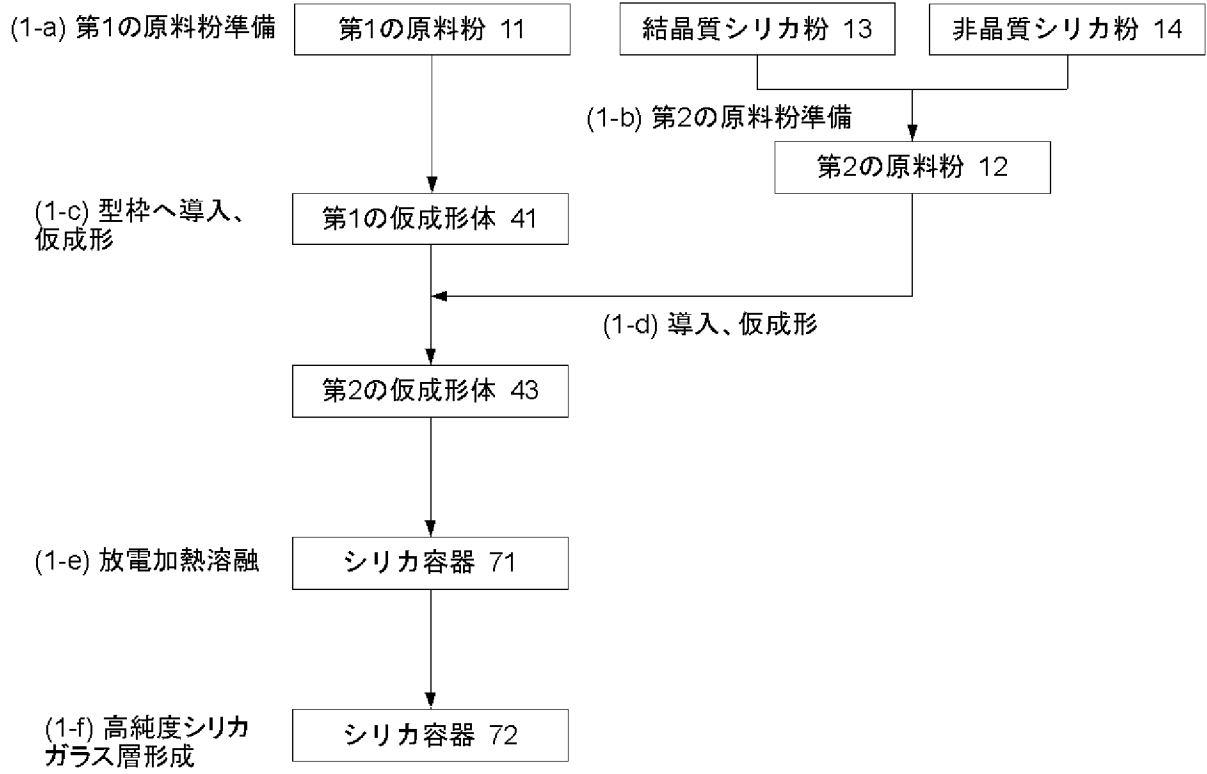 (1-a) 第1の原料粉準備
第1の原料粉 11
結晶質シリカ粉 13
非晶質シリカ粉 14
(1-b) 第2の原料粉準備
第2の原料粉 12
(1-c) 型枠へ導入、
仮成形
第1の仮成形体 41
(1-d) 導入、仮成形
第2の仮成形体 43
(1-e) 放電加熱溶融
シリカ容器 71
(1-f) 高純度シリカ
ガラス層形成
シリカ容器 72